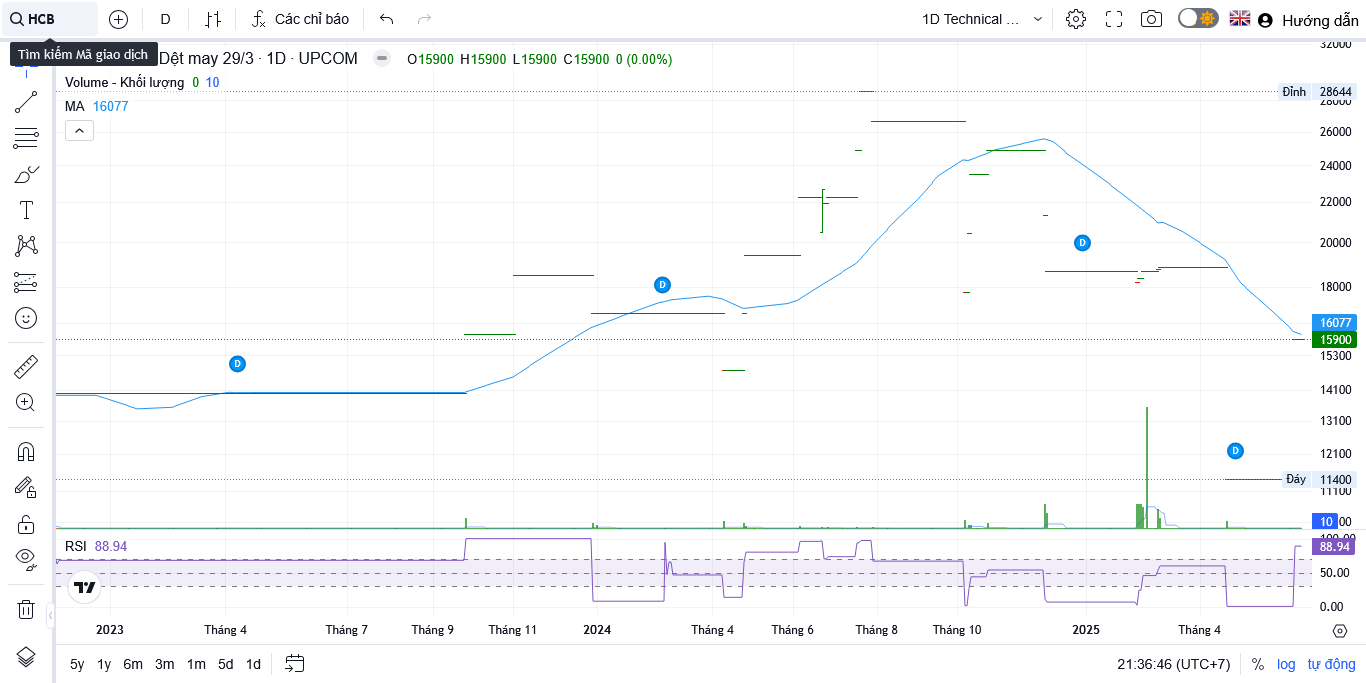 HCB
D
Các chỉ báo
1D Technical ...
Hướng dẫn
Tìm kiếm Mã giao dịch
Dệt may 29/3 · 1D · UPCOM
O15900 H15900 L15900 C15900 0 (0.00%)
Volume - Khối lượng 0 10
MA 16077
32000
Đỉnh 28644
28000
26000
24000
22000
20000
18000
16077
15900
15300
14100
13100
12100
Đáy 11400
11100
10
00
D
D
D
D
RSI 88.94
100.00
88.94
50.00
0.00
2023 Tháng 4 Tháng 7 Tháng 9 Tháng 11 2024 Tháng 4 Tháng 6 Tháng 8 Tháng 10 2025 Tháng 4
5y 1y 6m 3m 1m 5d 1d
21:36:46 (UTC+7) % log tự động